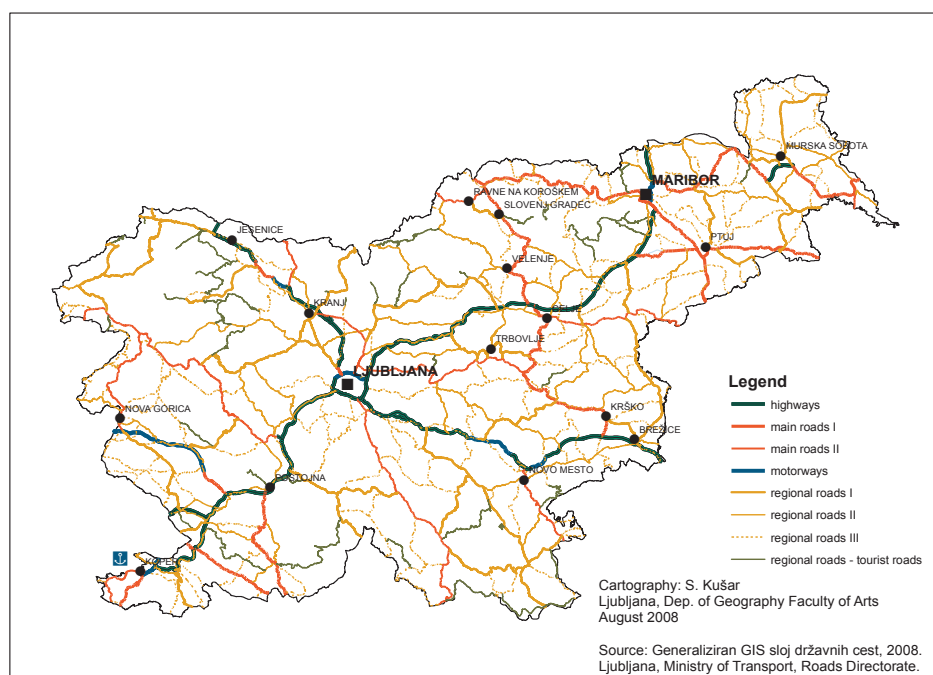 MURSKA SOBOTA
MARIBOR
RAVNE NA KOROŠKEM
SLOVENJ GRADEC
PTUJ
JESENICE
VELENJE
KRANJ
CELJE
TRBOVLJE
LJUBLJANA
NOVA GORICA
KRŠKO
BREŽICE
NOVO MESTO
POSTOJNA
KOPER
Legend
highways
main roads I
main roads II
motorways
regional roads I
regional roads II
regional roads III
regional roads - tourist roads
Cartography: S. Kušar
Ljubljana, Dep. of Geography Faculty of Arts
August 2008
Source: Generaliziran GIS sloj državnih cest, 2008.
Ljubljana, Ministry of Transport, Roads Directorate.